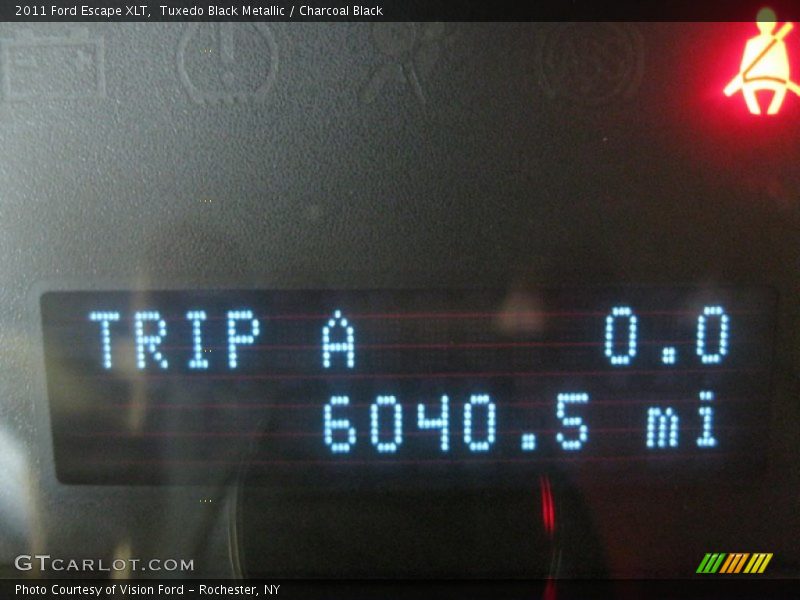 2011 Ford Escape XLT, Tuxedo Black Metallic / Charcoal Black
TRIP A 0.0
6040.5 mi
GTCARLOT.COM
Photo Courtesy of Vision Ford - Rochester, NY